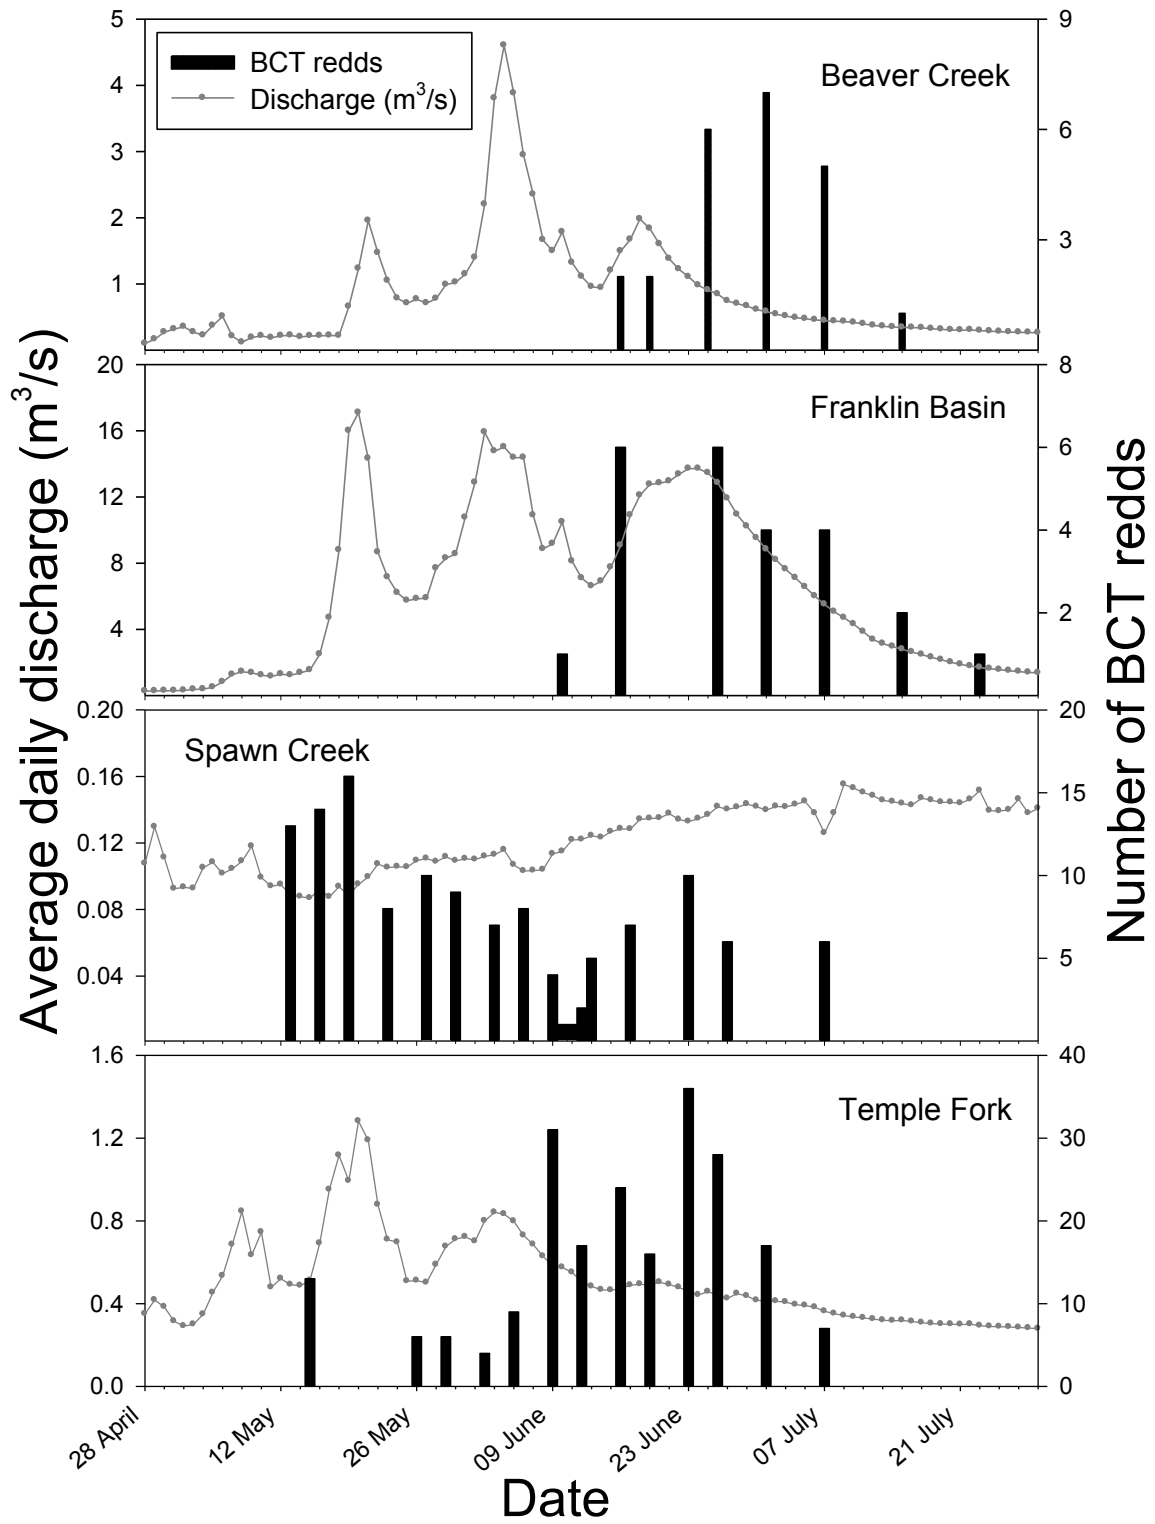 5
4
3
2
1
9
6
3
BCT redds
Discharge (m³/s)
Beaver Creek
20
16
12
8
4
8
6
4
2
Franklin Basin
0.20
0.16
0.12
0.08
0.04
20
15
10
5
Spawn Creek
1.6
1.2
0.8
0.4
0.0
40
30
20
10
0
Temple Fork
Average daily discharge (m³/s)
Number of BCT redds
28 April
12 May
26 May
09 June
23 June
07 July
21 July
Date